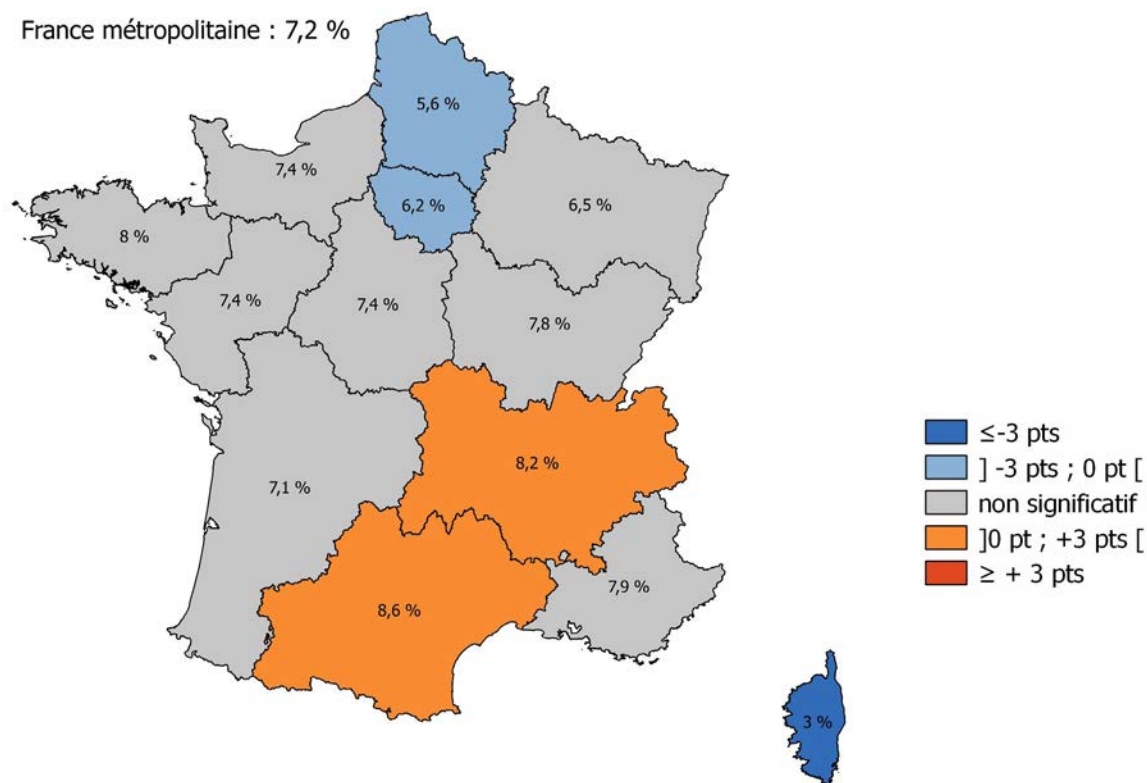 France métropolitaine : 7,2 %
5,6 %
7,4 %
6,2 %
6,5 %
8 %
7,4 %
7,4 %
7,8 %
8,2 %
7,1 %
7,9 %
8,6 %
3 %
≤-3 pts
] -3 pts ; 0 pt [
non significatif
]0 pt ; +3 pts [
≥ + 3 pts